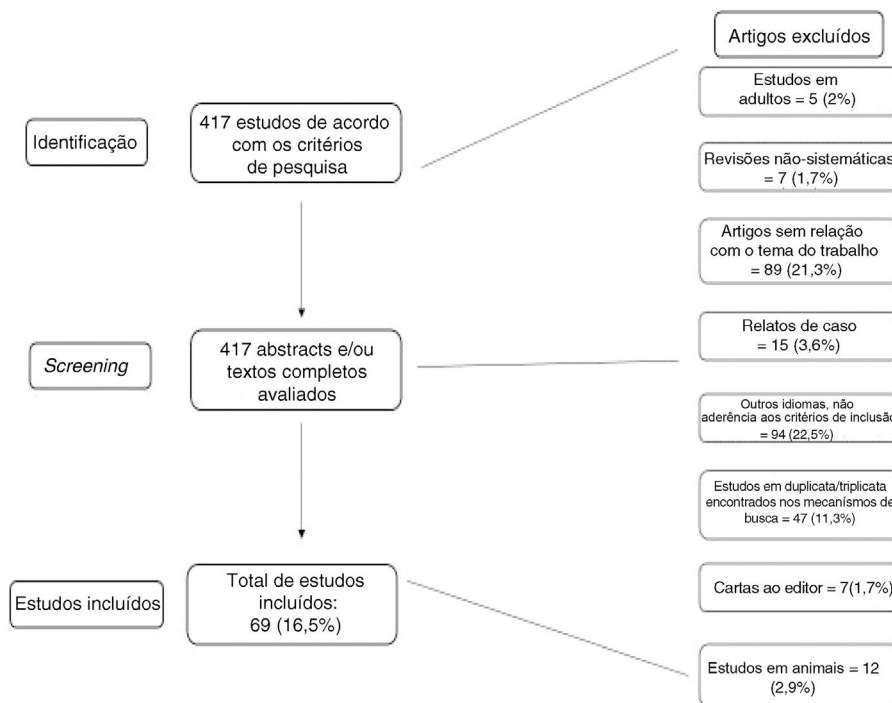 Identificação
417 estudos de acordo
com os critérios
de pesquisa
Screening
417 abstracts e/ou
textos completos
avaliados
Estudos incluídos
Total de estudos
incluídos:
69 (16,5%)
Artigos excluídos
Estudos em
adultos = 5 (2%)
Revisões não-sistemáticas
= 7 (1,7%)
Artigos sem relação
com o tema do trabalho
= 89 (21,3%)
Relatos de caso
= 15 (3,6%)
Outros idiomas, não
aderência aos critérios de inclusão
= 94 (22,5%)
Estudos em duplicata/triplicata
encontrados nos mecanísmos de
busca = 47 (11,3%)
Cartas ao editor = 7(1,7%)
Estudos em animais = 12
(2,9%)